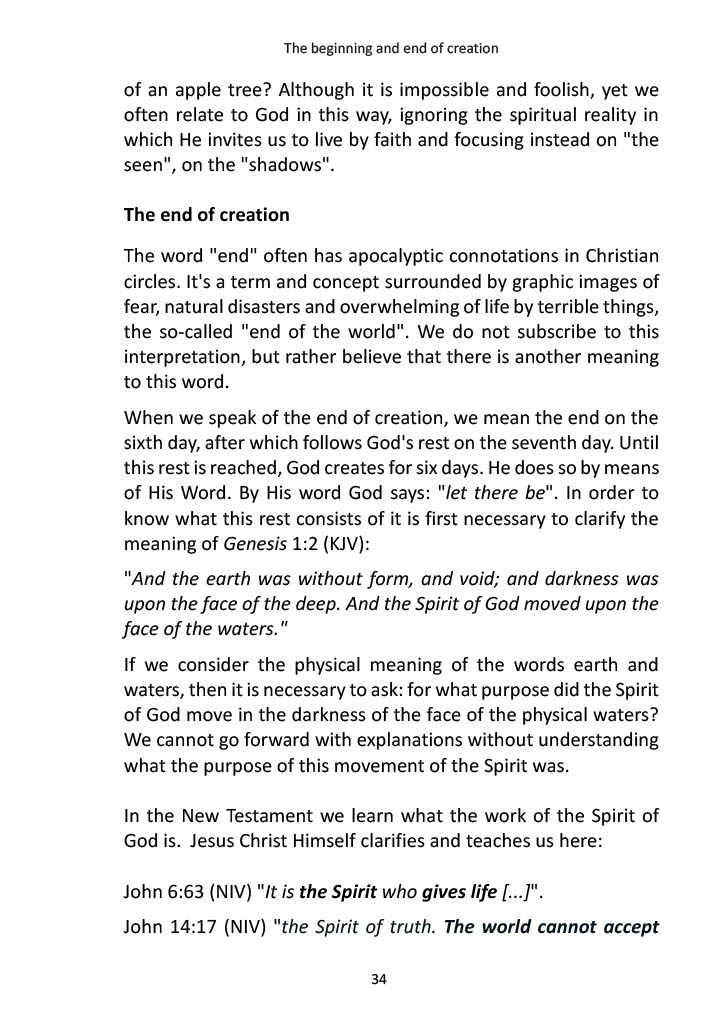 The beginning and end of creation
of an apple tree? Although it is impossible and foolish, yet we
often relate to God in this way, ignoring the spiritual reality in
which He invites us to live by faith and focusing instead on "the
seen", on the "shadows".
The end of creation
The word "end" often has apocalyptic connotations in Christian
circles. It's a term and concept surrounded by graphic images of
fear, natural disasters and overwhelming of life by terrible things,
the so-called "end of the world". We do not subscribe to this
interpretation, but rather believe that there is another meaning
to this word.
When we speak of the end of creation, we mean the end on the
sixth day, after which follows God's rest on the seventh day. Until
this rest is reached, God creates for six days. He does so by means
of His Word. By His word God says: "let there be". In order to
know what this rest consists of it is first necessary to clarify the
meaning of Genesis 1:2 (KJV):
"And the earth was without form, and void; and darkness was
upon the face of the deep. And the Spirit of God moved upon the
face of the waters."
If we consider the physical meaning of the words earth and
waters, then it is necessary to ask: for what purpose did the Spirit
of God move in the darkness of the face of the physical waters?
We cannot go forward with explanations without understanding
what the purpose of this movement of the Spirit was.
In the New Testament we learn what the work of the Spirit of
God is.  Jesus Christ Himself clarifies and teaches us here:
John 6:63 (NIV) "It is the Spirit who gives life [...]".
John 14:17 (NIV) "the Spirit of truth. The world cannot accept
34